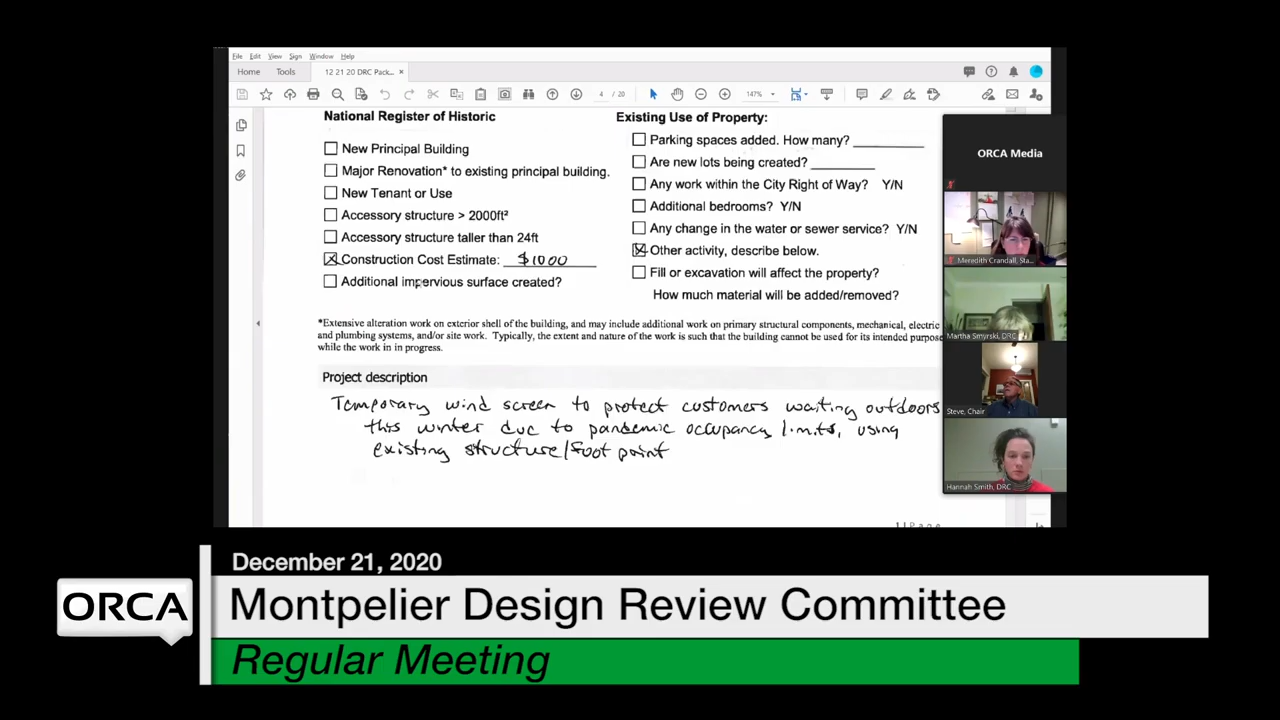 File Edit View Sign Window Help
Home Tools 12 21 20 DRC Pack... ×
4 / 20 147%
National Register of Historic
New Principal Building
Major Renovation* to existing principal building.
New Tenant or Use
Accessory structure > 2000ft²
Accessory structure taller than 24ft
Construction Cost Estimate: $1000
Additional impervious surface created?
Existing Use of Property:
Parking spaces added. How many?
Are new lots being created?
Any work within the City Right of Way? Y/N
Additional bedrooms? Y/N
Any change in the water or sewer service? Y/N
Other activity, describe below.
Fill or excavation will affect the property?
How much material will be added/removed?
*Extensive alteration work on exterior shell of the building, and may include additional work on primary structural components, mechanical, electric
and plumbing systems, and/or site work. Typically, the extent and nature of the work is such that the building cannot be used for its intended purpose
while the work in in progress.
Project description
Temporary wind screen to protect customers waiting outdoors
this winter due to pandemic occupancy limits, using
existing structure/foot point
1 | Page
ORCA Media
Meredith Crandall, Sta...
Martha Smyrski, DRC
Steve, Chair
Hannah Smith, DRC
December 21, 2020
ORCA
Montpelier Design Review Committee
Regular Meeting